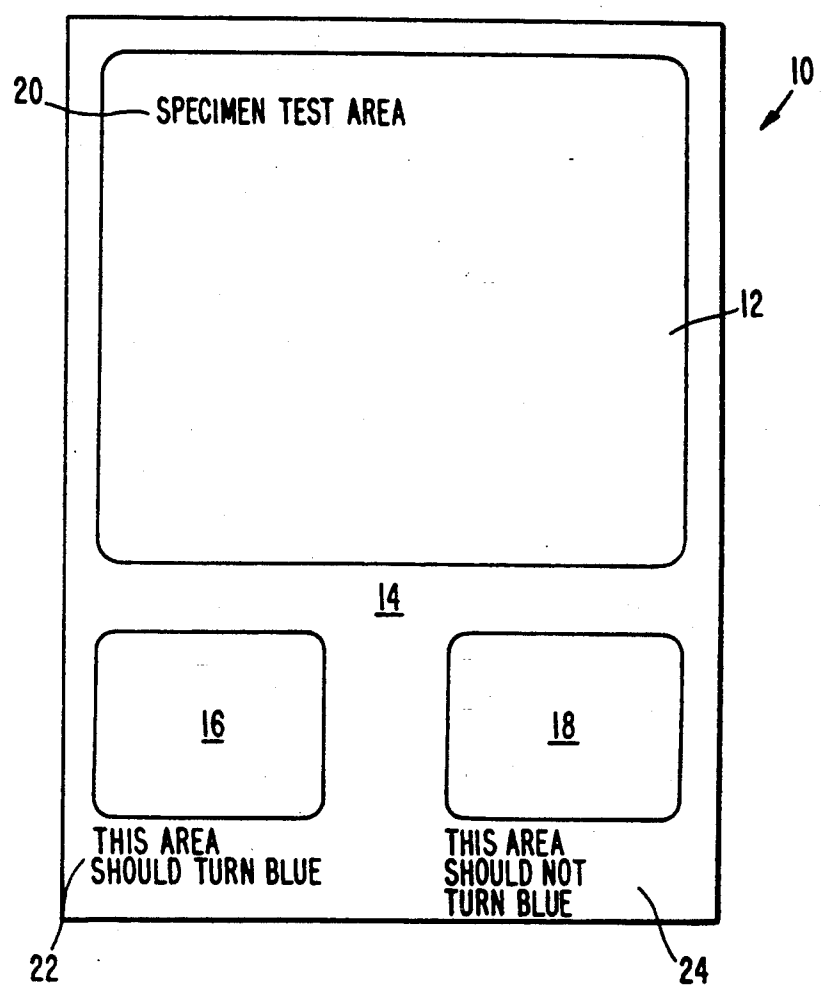 10
20
SPECIMEN TEST AREA
12
14
16
18
THIS AREA
SHOULD TURN BLUE
THIS AREA
SHOULD NOT
TURN BLUE
22
24